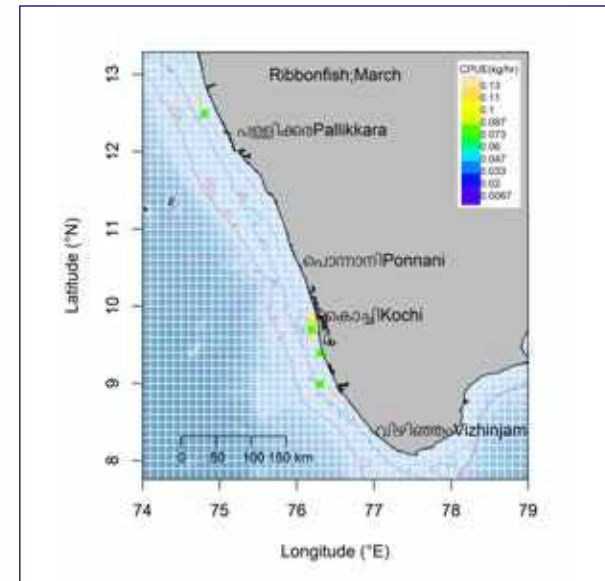 Ribbonfish;March
CPUE(kg/hr)
0.13
0.11
0.1
0.087
0.073
0.06
0.047
0.033
0.02
0.0067
പള്ളിക്കരPallikkara
പൊന്നാനിPonnani
കൊച്ചിKochi
വിഴിഞ്ഞംVizhinjam
0 50 100 150 km
Latitude (°N)
13
12
11
10
9
8
74 75 76 77 78 79
Longitude (°E)